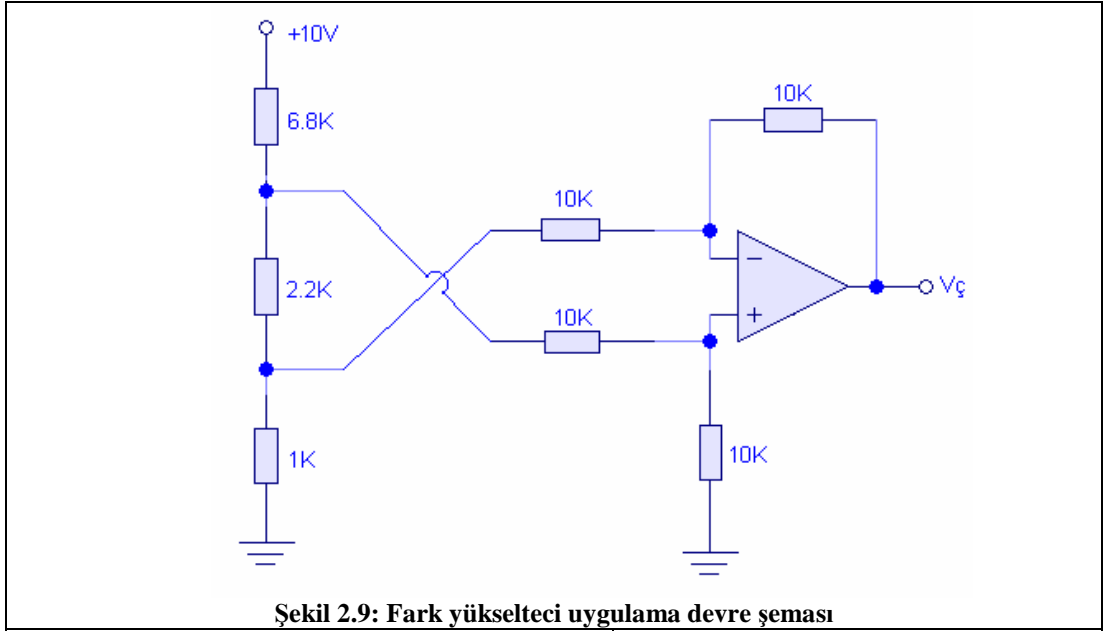 +10V
10K
6.8K
10K
2.2K
−
Vç
10K
+
1K
10K
Şekil 2.9: Fark yükselteci uygulama devre şeması